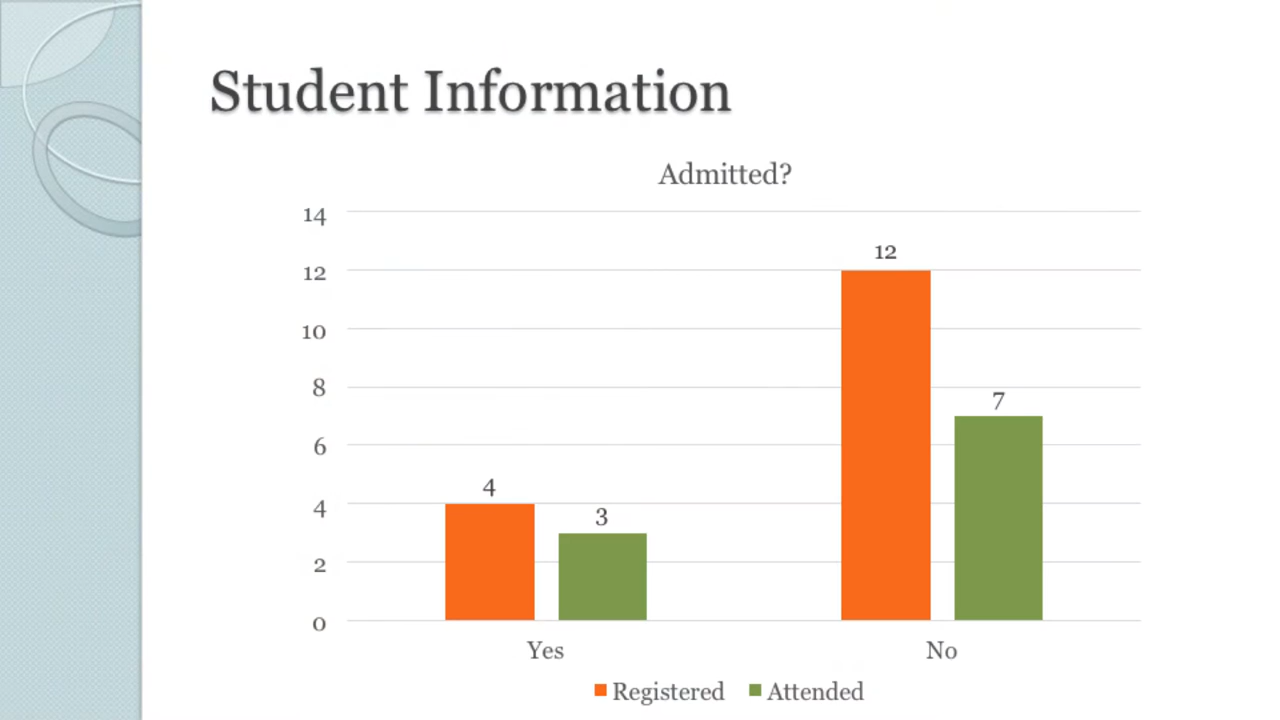 Student Information
Admitted?
14
12
10
8
6
4
2
0
4
3
12
7
Yes
No
Registered
Attended